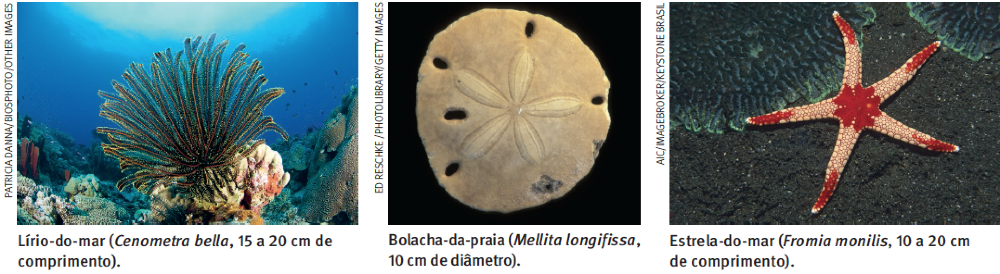 PATRICIA DANNA/BIOSPHOTO/OTHER IMAGES
Lírio-do-mar (Cenometra bella, 15 a 20 cm de
comprimento).
ED RESCHKE /PHOTOLIBRARY/GETTY IMAGES
Bolacha-da-praia (Mellita longifissa,
10 cm de diâmetro).
AIC/IMAGEBROKER/KEYSTONE BRASIL
Estrela-do-mar (Fromia monilis, 10 a 20 cm
de comprimento).